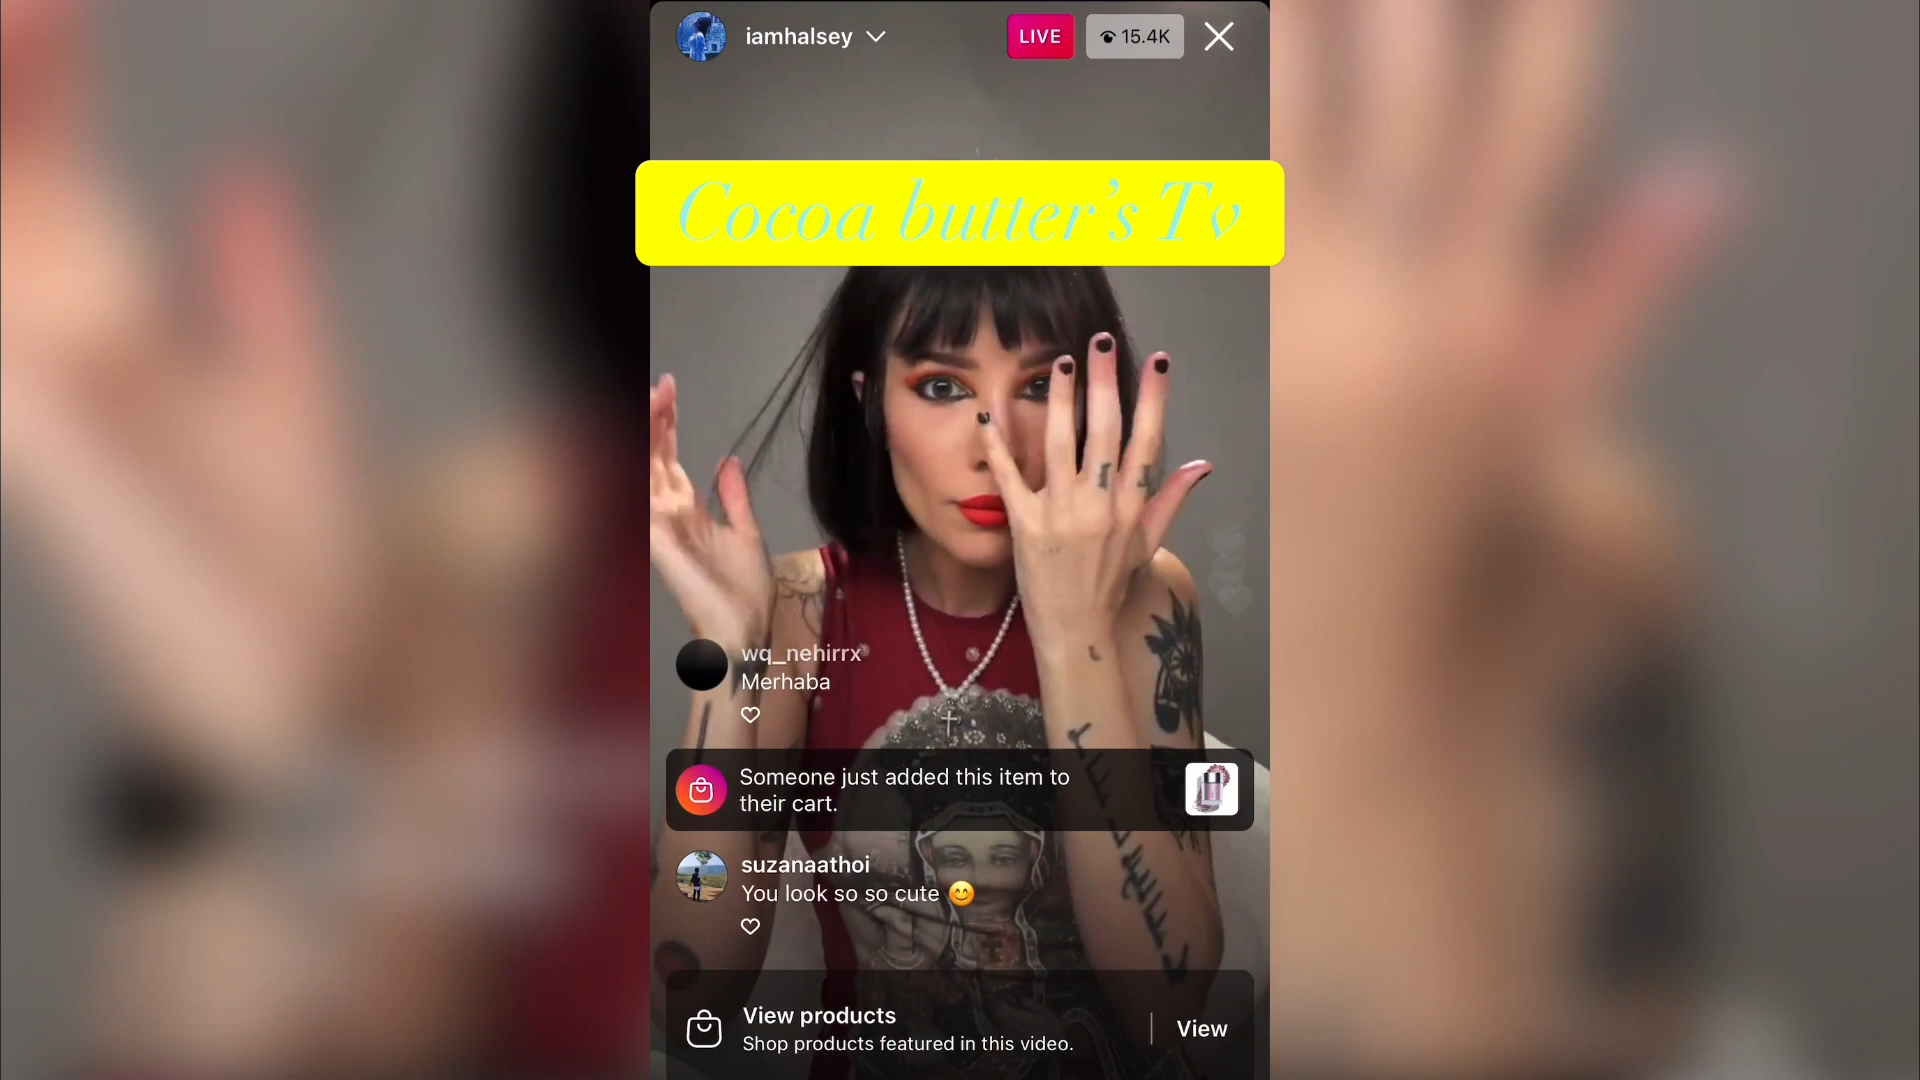 iamhalsey
LIVE
15.4K
Cocoa butter’s Tv
wq_nehirrx
Merhaba
Someone just added this item to
their cart.
suzanaathoi
You look so so cute 😊
View products
Shop products featured in this video.
View